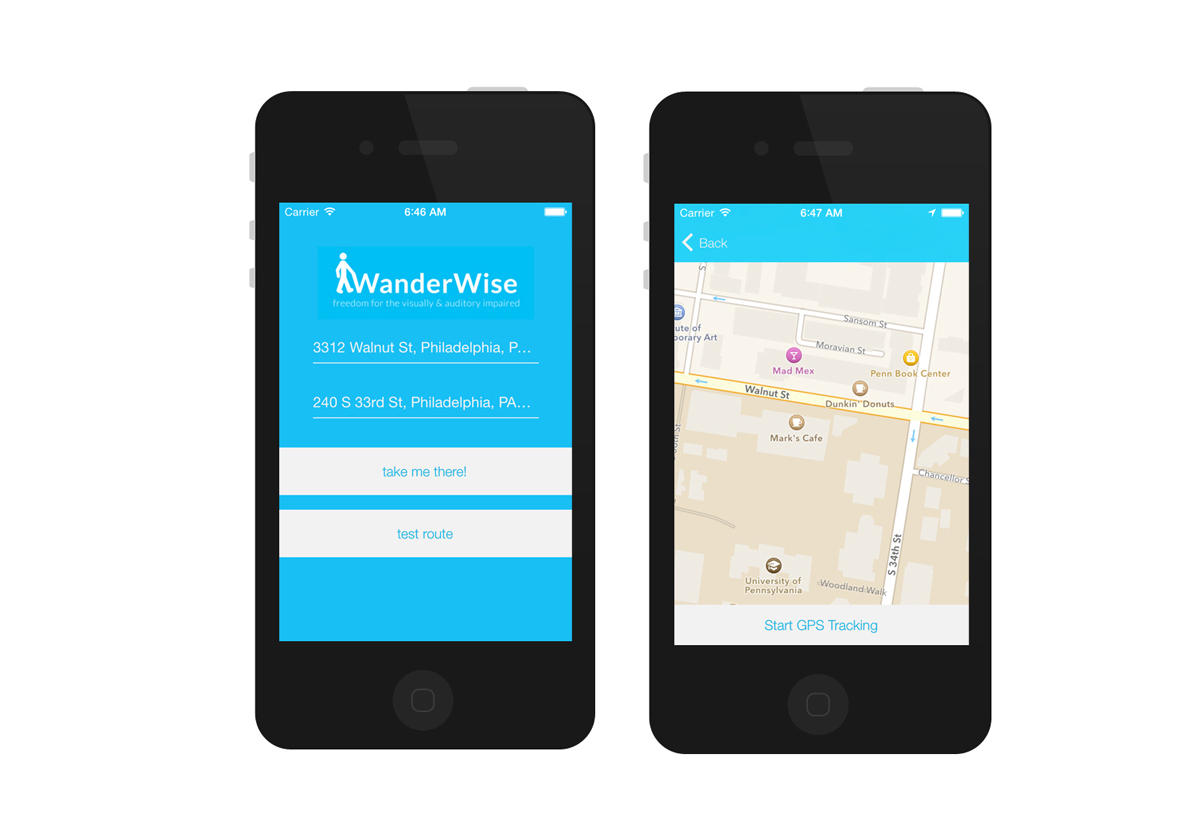 Carrier 6:46 AM
WanderWise
freedom for the visually & auditory impaired
3312 Walnut St, Philadelphia, P...
240 S 33rd St, Philadelphia, PA...
take me there!
test route
Carrier 6:47 AM
Back
S
Sansom St
ute of
porary Art
Moravian St
Mad Mex
Penn Book Center
Walnut St
Dunkin' Donuts
Mark's Cafe
Chancellor S
S 34th St
University of
Pennsylvania
Woodland Walk
Start GPS Tracking